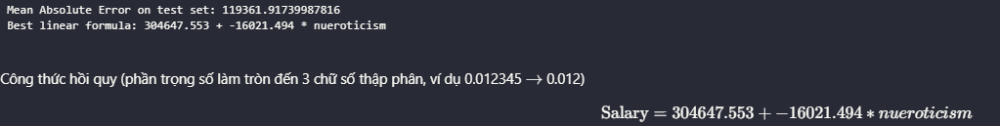 Mean Absolute Error on test set: 119361.91739987816
Best linear formula: 304647.553 + -16021.494 * nueroticism
Công thức hồi quy (phần trọng số làm tròn đến 3 chữ số thập phân, ví dụ 0.012345 → 0.012)
Salary = 304647.553 + −16021.494 ∗ nueroticism